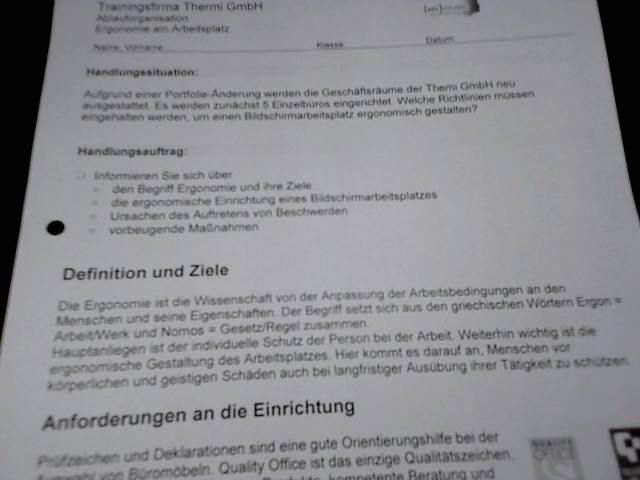 Trainingsfirma Thermi GmbH
Ablauforganisation
Ergonomie am Arbeitsplatz
Name, Vorname Klasse Datum
Handlungssituation:
Aufgrund einer Portfolio-Änderung werden die Geschäftsräume der Themi GmbH neu
ausgestattet. Es werden zunächst 5 Einzelbüros eingerichtet. Welche Richtlinien müssen
eingehalten werden, um einen Bildschirmarbeitsplatz ergonomisch gestalten?
Handlungsauftrag:
Informieren Sie sich über
den Begriff Ergonomie und ihre Ziele
die ergonomische Einrichtung eines Bildschirmarbeitsplatzes
Ursachen des Auftretens von Beschwerden
vorbeugende Maßnahmen
Definition und Ziele
Die Ergonomie ist die Wissenschaft von der Anpassung der Arbeitsbedingungen an den
Menschen und seine Eigenschaften. Der Begriff setzt sich aus den griechischen Wörtern Ergon =
Arbeit/Werk und Nomos = Gesetz/Regel zusammen.
Hauptanliegen ist der individuelle Schutz der Person bei der Arbeit. Weiterhin wichtig ist die
ergonomische Gestaltung des Arbeitsplatzes. Hier kommt es darauf an, Menschen vor
körperlichen und geistigen Schäden auch bei langfristiger Ausübung ihrer Tätigkeit zu schützen.
Anforderungen an die Einrichtung
Prüfzeichen und Deklarationen sind eine gute Orientierungshilfe bei der
von Büromöbeln. Quality Office ist das einzige Qualitätszeichen,
kompetente Beratung und
QUALITY
OFFICE